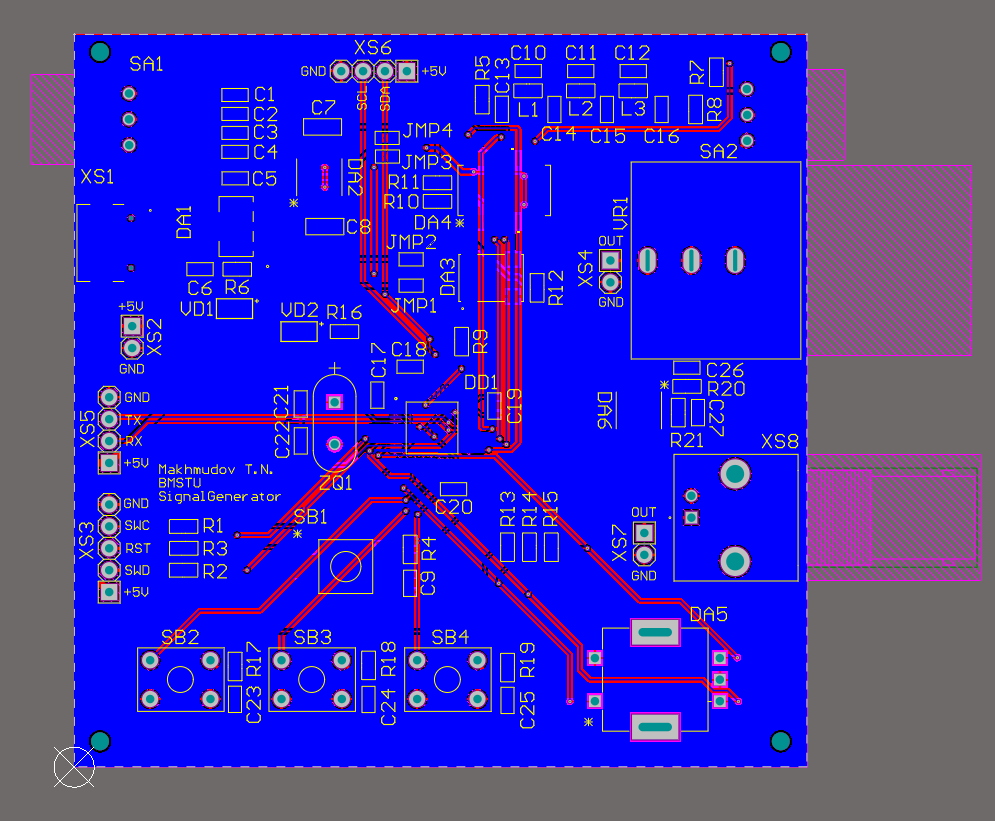 XS6
SA1
GND
+5V
SCL
SDA
R5
C13
C10
C11
C12
R7
C1
C2
C3
C4
C5
C7
L1
L2
L3
R8
C14
C15
C16
SA2
JMP4
JMP3
XS1
DVZ
R11
R10
DA4
DA1
C8
JMP2
VR1
OUT
XS4
GND
C6
R6
DA3
R12
JMP1
VD1
VD2
R16
+5V
XS2
GND
R9
C18
C17
C26
R20
DD1
C19
C21
C22
DA6
C27
R21
XS5
GND
TX
RX
+5V
XS8
Makhmudov T.N.
BMSTU
SignalGenerator
ZQ1
C20
XS3
GND
SWC
RST
SWD
+5V
R1
R3
R2
SB1
R4
C9
R13
R14
R15
OUT
XS7
GND
DA5
SB2
SB3
SB4
R17
C23
R18
C24
R19
C25